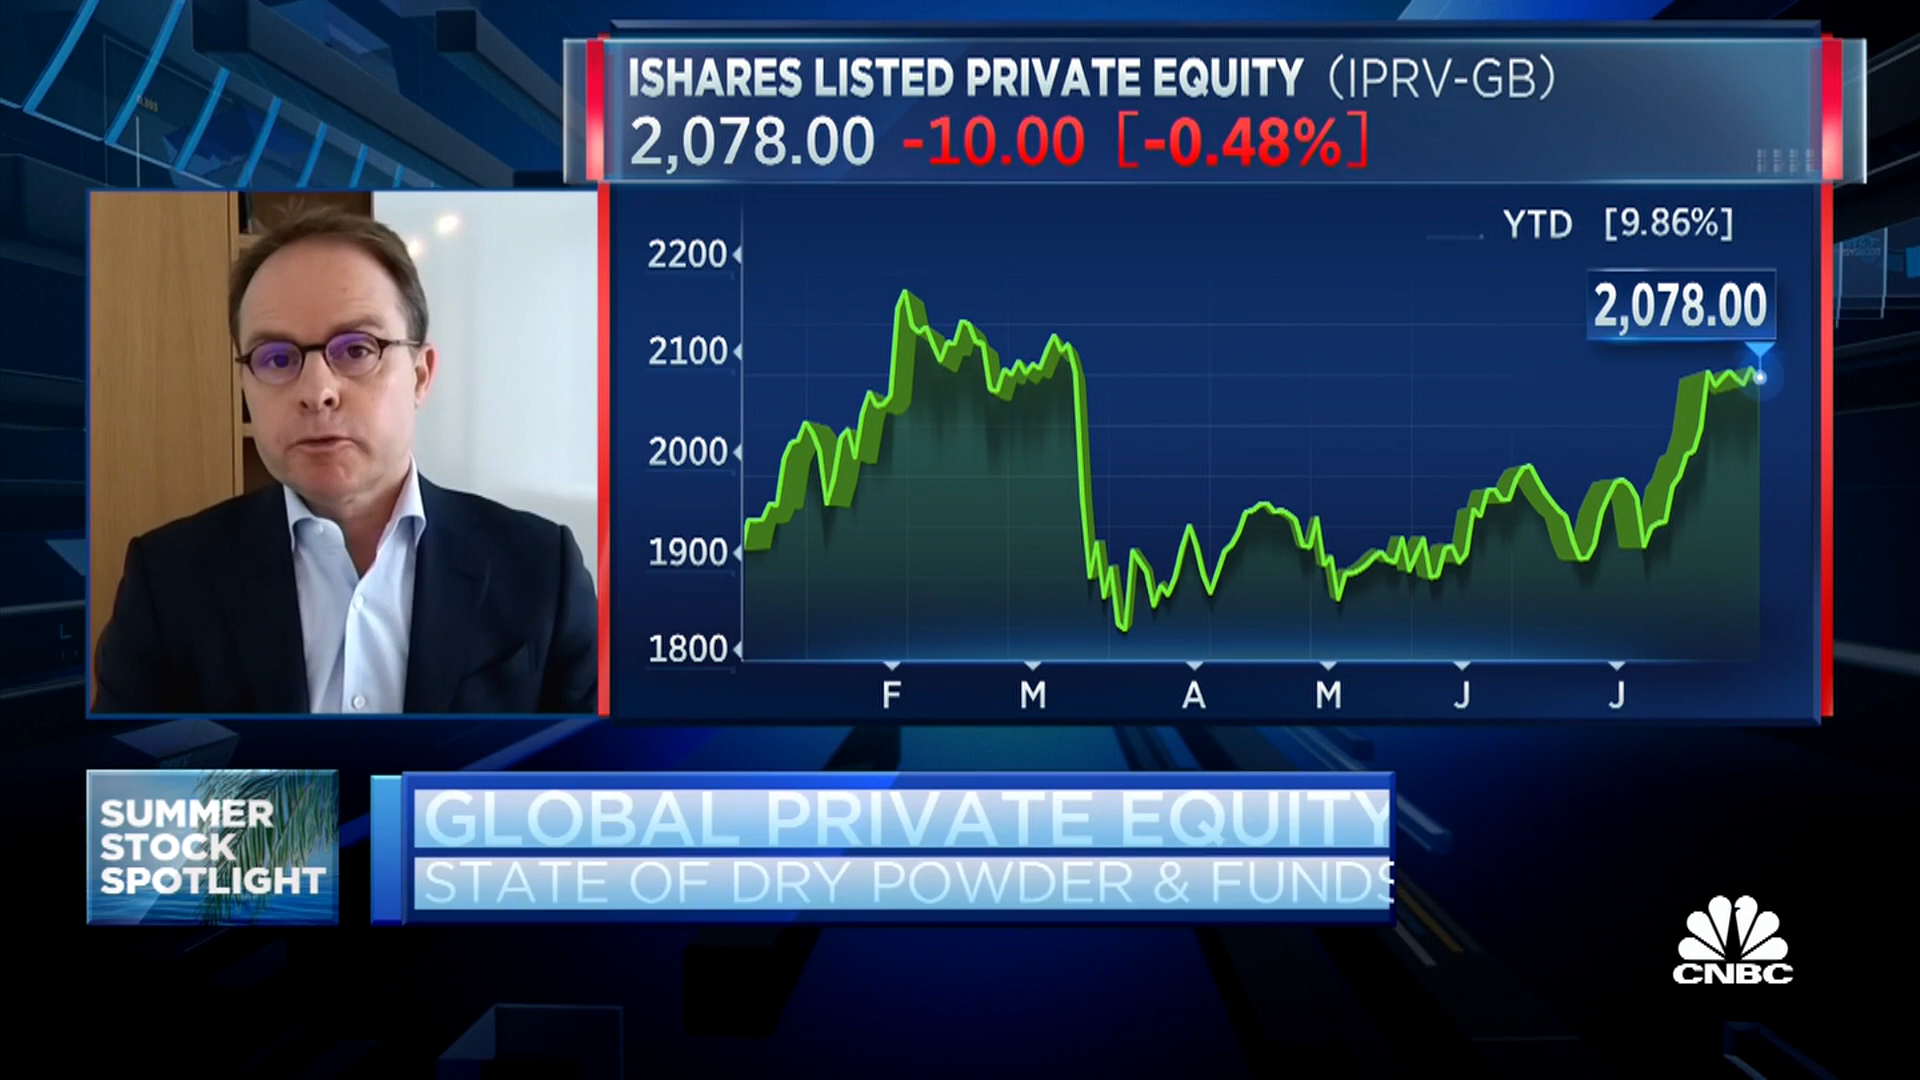 ISHARES LISTED PRIVATE EQUITY (IPRV-GB)
2,078.00 -10.00 [-0.48%]
YTD [9.86%]
2,078.00
2200
2100
2000
1900
1800
F M A M J J
SUMMER
STOCK
SPOTLIGHT
GLOBAL PRIVATE EQUITY
STATE OF DRY POWDER & FUNDS
CNBC